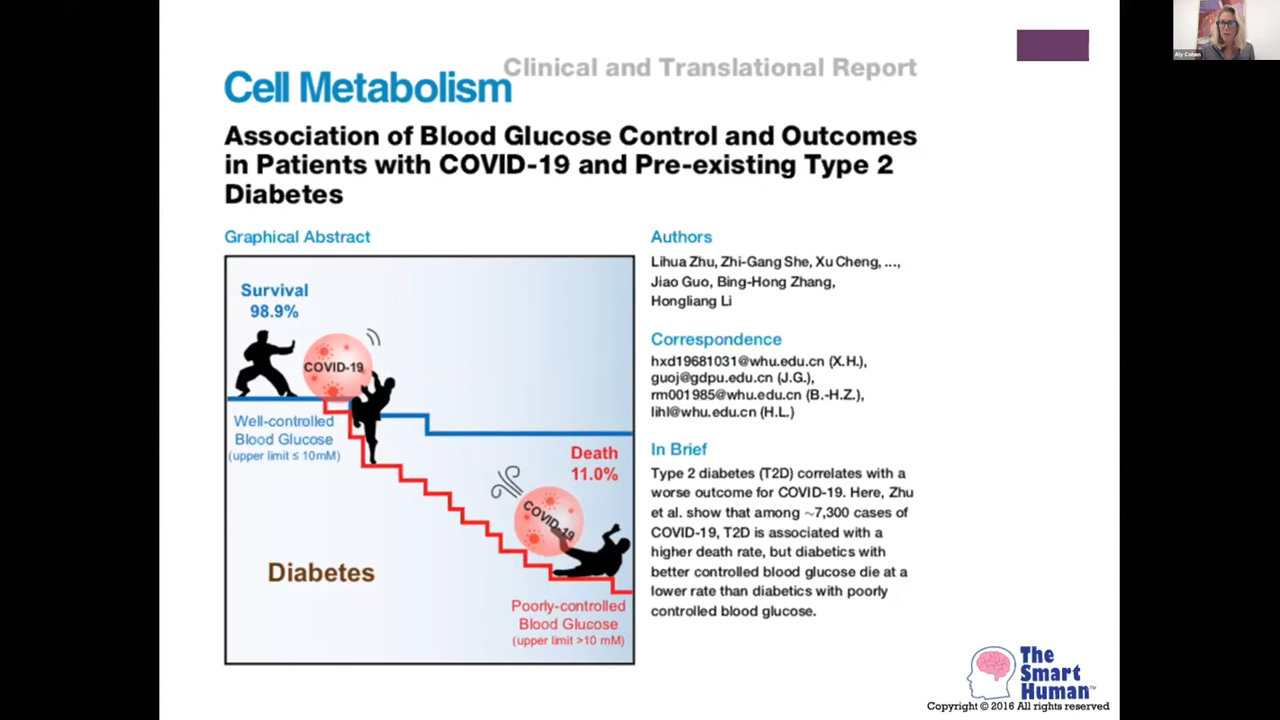 Aly Cohen
Clinical and Translational Report
Cell Metabolism
Association of Blood Glucose Control and Outcomes
in Patients with COVID-19 and Pre-existing Type 2
Diabetes
Graphical Abstract
Survival
98.9%
COVID-19
Well-controlled
Blood Glucose
(upper limit ≤ 10mM)
Death
11.0%
COVID-19
Diabetes
Poorly-controlled
Blood Glucose
(upper limit >10 mM)
Authors
Lihua Zhu, Zhi-Gang She, Xu Cheng, ...,
Jiao Guo, Bing-Hong Zhang,
Hongliang Li
Correspondence
hxd19681031@whu.edu.cn (X.H.),
guoj@gdpu.edu.cn (J.G.),
rm001985@whu.edu.cn (B.-H.Z.),
lihl@whu.edu.cn (H.L.)
In Brief
Type 2 diabetes (T2D) correlates with a
worse outcome for COVID-19. Here, Zhu
et al. show that among ~7,300 cases of
COVID-19, T2D is associated with a
higher death rate, but diabetics with
better controlled blood glucose die at a
lower rate than diabetics with poorly
controlled blood glucose.
The
Smart
Human™
Copyright © 2016 All rights reserved